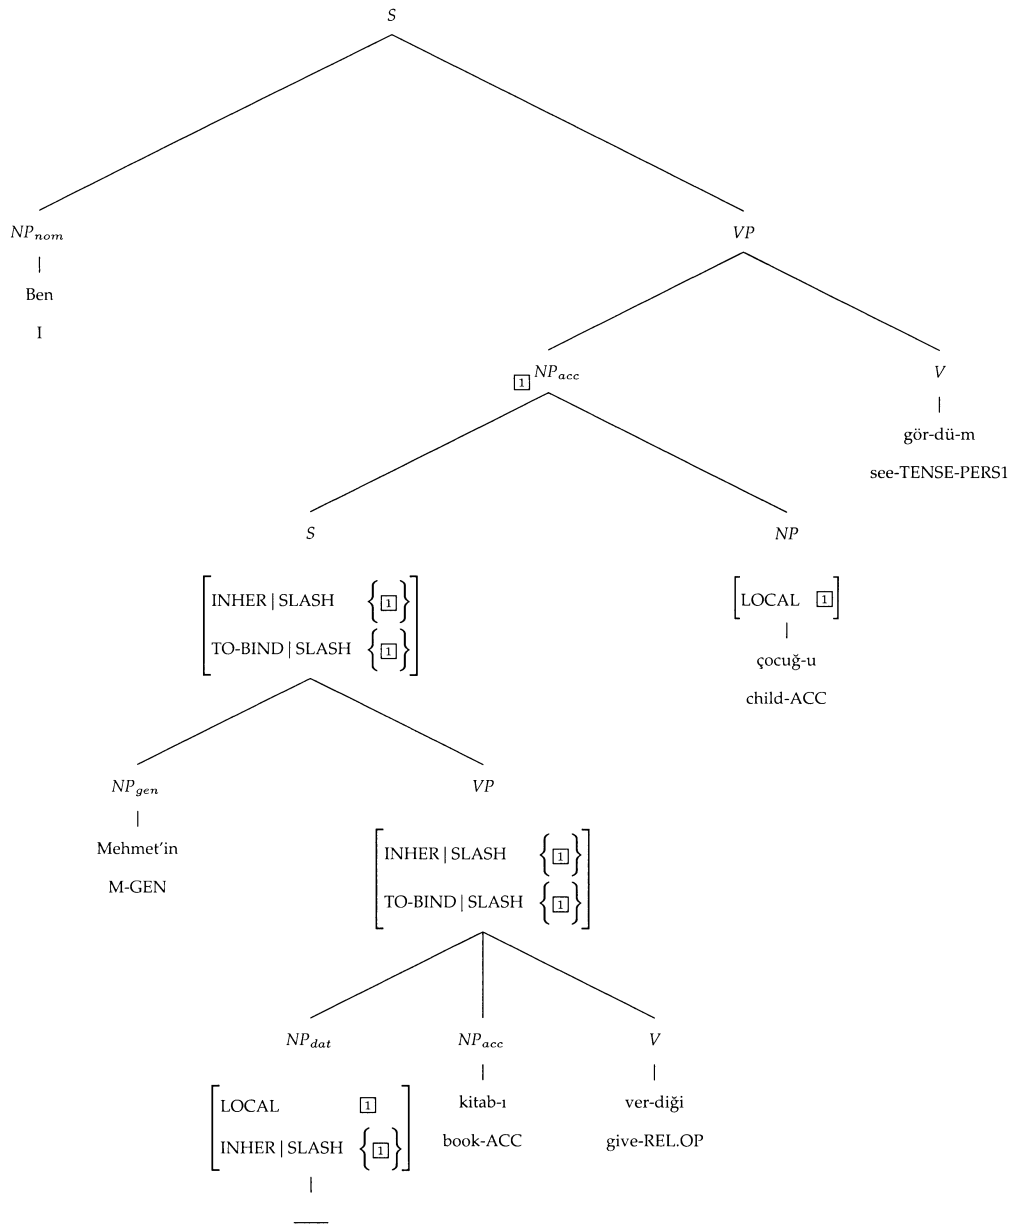 S
NP_nom VP
Ben
I
1 NP_acc V
gör-dü-m
see-TENSE-PERS1
S NP
INHER | SLASH { 1 } LOCAL 1
TO-BIND | SLASH { 1 }
çocuğ-u
child-ACC
NP_gen VP
Mehmet'in
M-GEN
INHER | SLASH { 1 }
TO-BIND | SLASH { 1 }
NP_dat NP_acc V
LOCAL 1 kitab-ı ver-diği
INHER | SLASH { 1 } book-ACC give-REL.OP